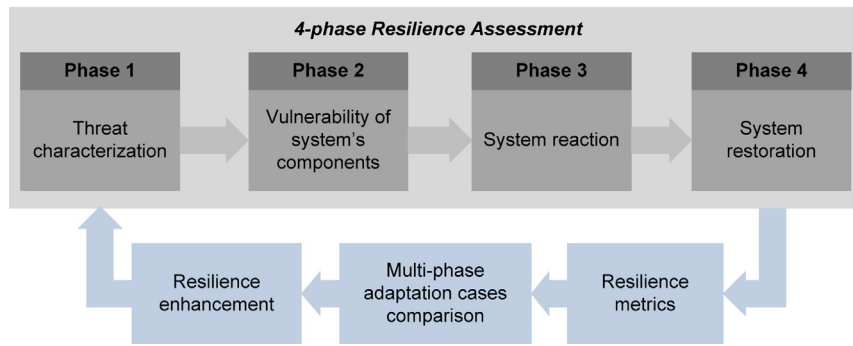 4-phase Resilience Assessment
Phase 1
Threat
characterization
Phase 2
Vulnerability of
system's
components
Phase 3
System reaction
Phase 4
System
restoration
Resilience
enhancement
Multi-phase
adaptation cases
comparison
Resilience
metrics